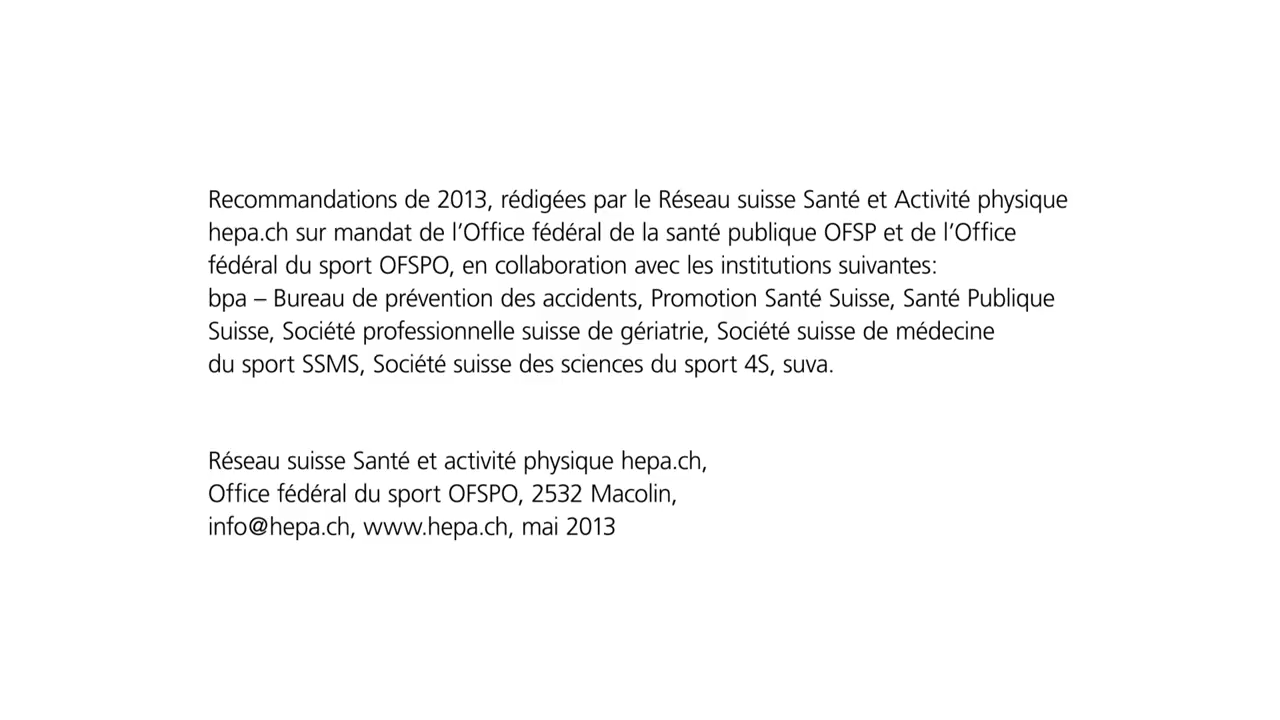 Recommandations de 2013, rédigées par le Réseau suisse Santé et Activité physique
hepa.ch sur mandat de l’Office fédéral de la santé publique OFSP et de l’Office
fédéral du sport OFSPO, en collaboration avec les institutions suivantes:
bpa – Bureau de prévention des accidents, Promotion Santé Suisse, Santé Publique
Suisse, Société professionnelle suisse de gériatrie, Société suisse de médecine
du sport SSMS, Société suisse des sciences du sport 4S, suva.
Réseau suisse Santé et activité physique hepa.ch,
Office fédéral du sport OFSPO, 2532 Macolin,
info@hepa.ch, www.hepa.ch, mai 2013